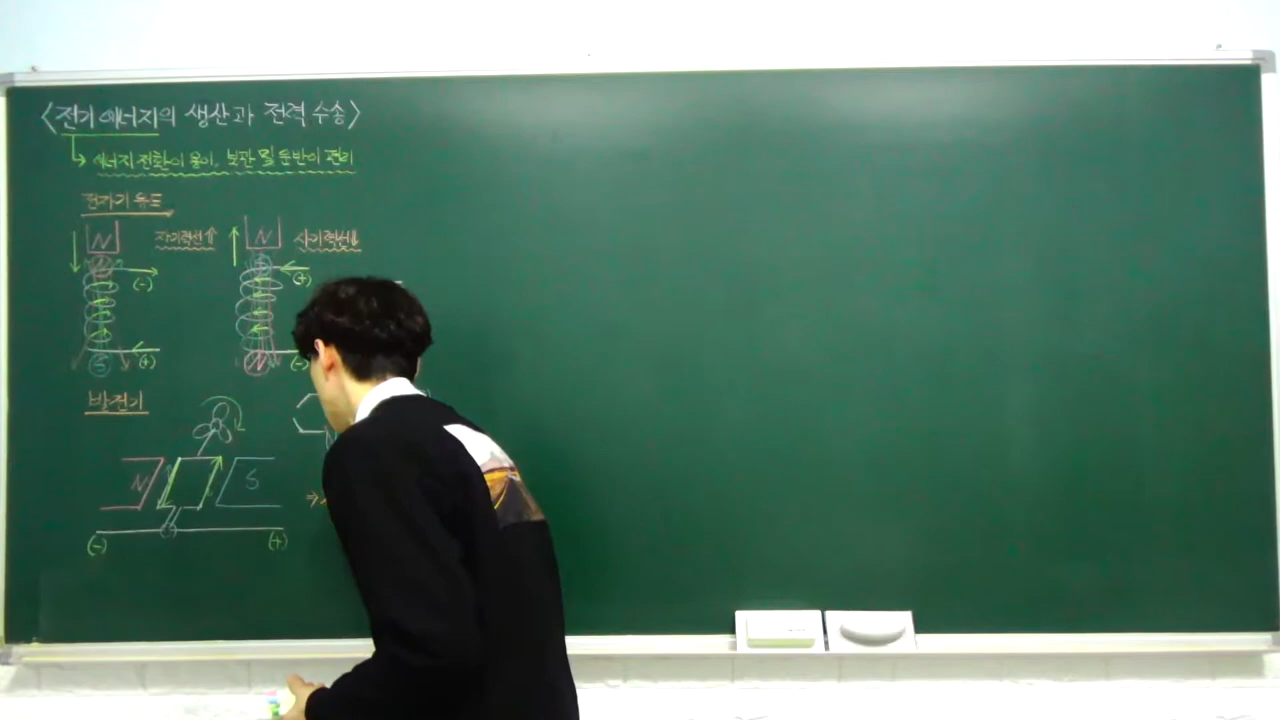 <전기에너지의 생산과 전력 수송>
↳ 에너지 전환이 용이, 보관 및 운반이 편리
전자기 유도
N 자기력선↑ N 자기력선↓
(-) (+)
(+) (-)
S N
발전기
N S
⇒
(-) (+)